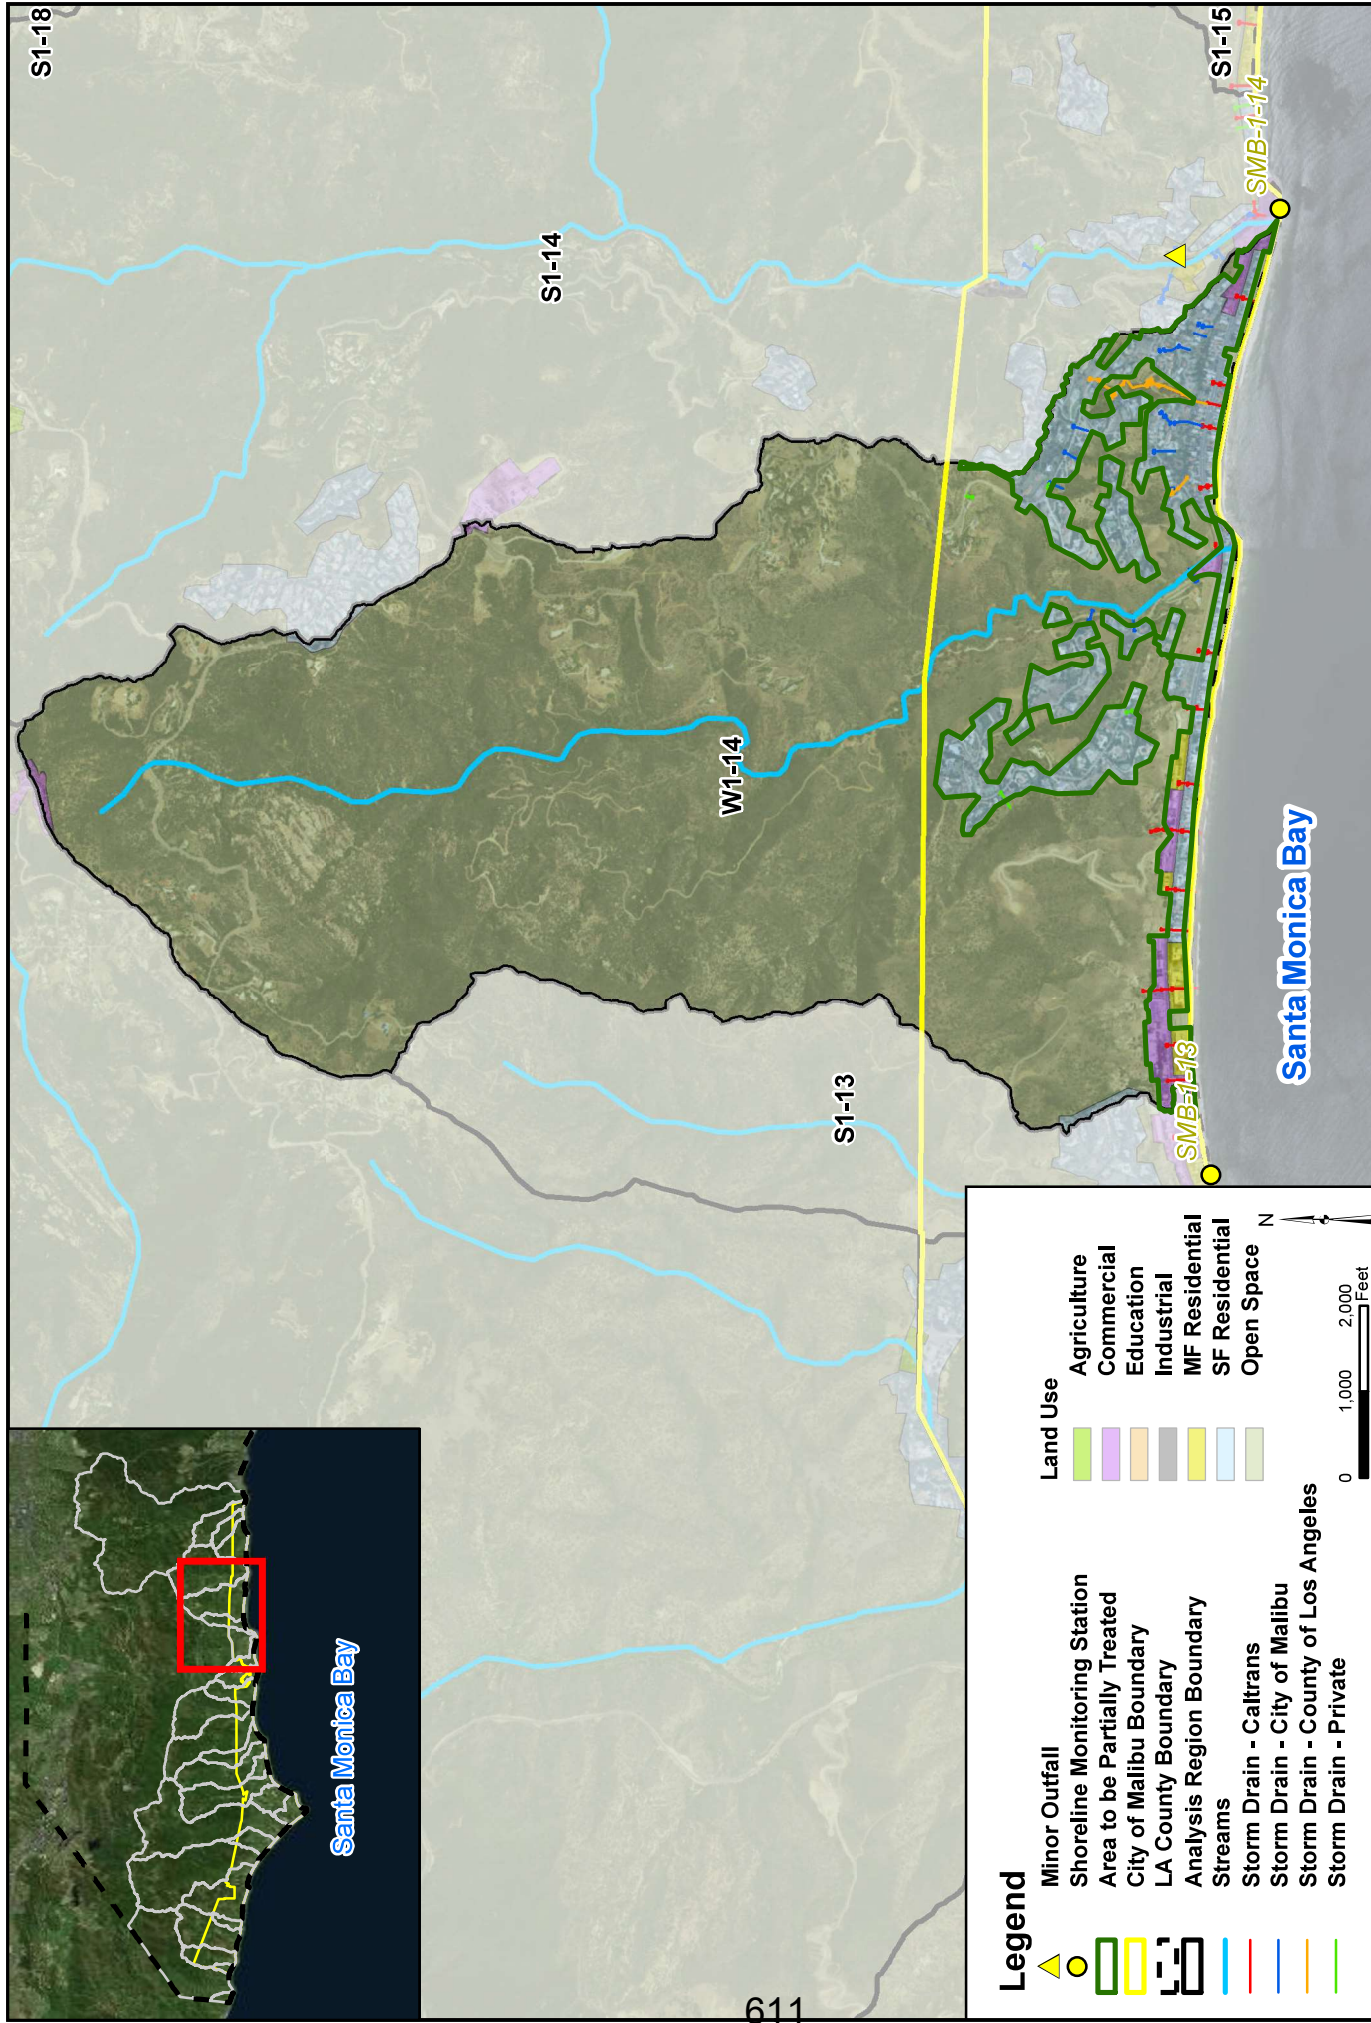 S1-18
S1-14
S1-15
SMB-1-14
W1-14
S1-13
SMB-1-13
Santa Monica Bay
Santa Monica Bay
Legend
Minor Outfall
Shoreline Monitoring Station
Area to be Partially Treated
City of Malibu Boundary
LA County Boundary
Analysis Region Boundary
Streams
Storm Drain - Caltrans
Storm Drain - City of Malibu
Storm Drain - County of Los Angeles
Storm Drain - Private
Land Use
Agriculture
Commercial
Education
Industrial
MF Residential
SF Residential
Open Space
N
0 1,000 2,000
Feet
611